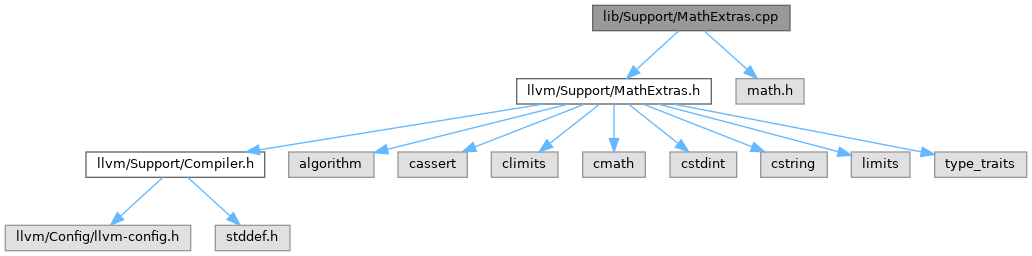 lib/Support/MathExtras.cpp
llvm/Support/MathExtras.h
math.h
llvm/Support/Compiler.h
algorithm
cassert
climits
cmath
cstdint
cstring
limits
type_traits
llvm/Config/llvm-config.h
stddef.h